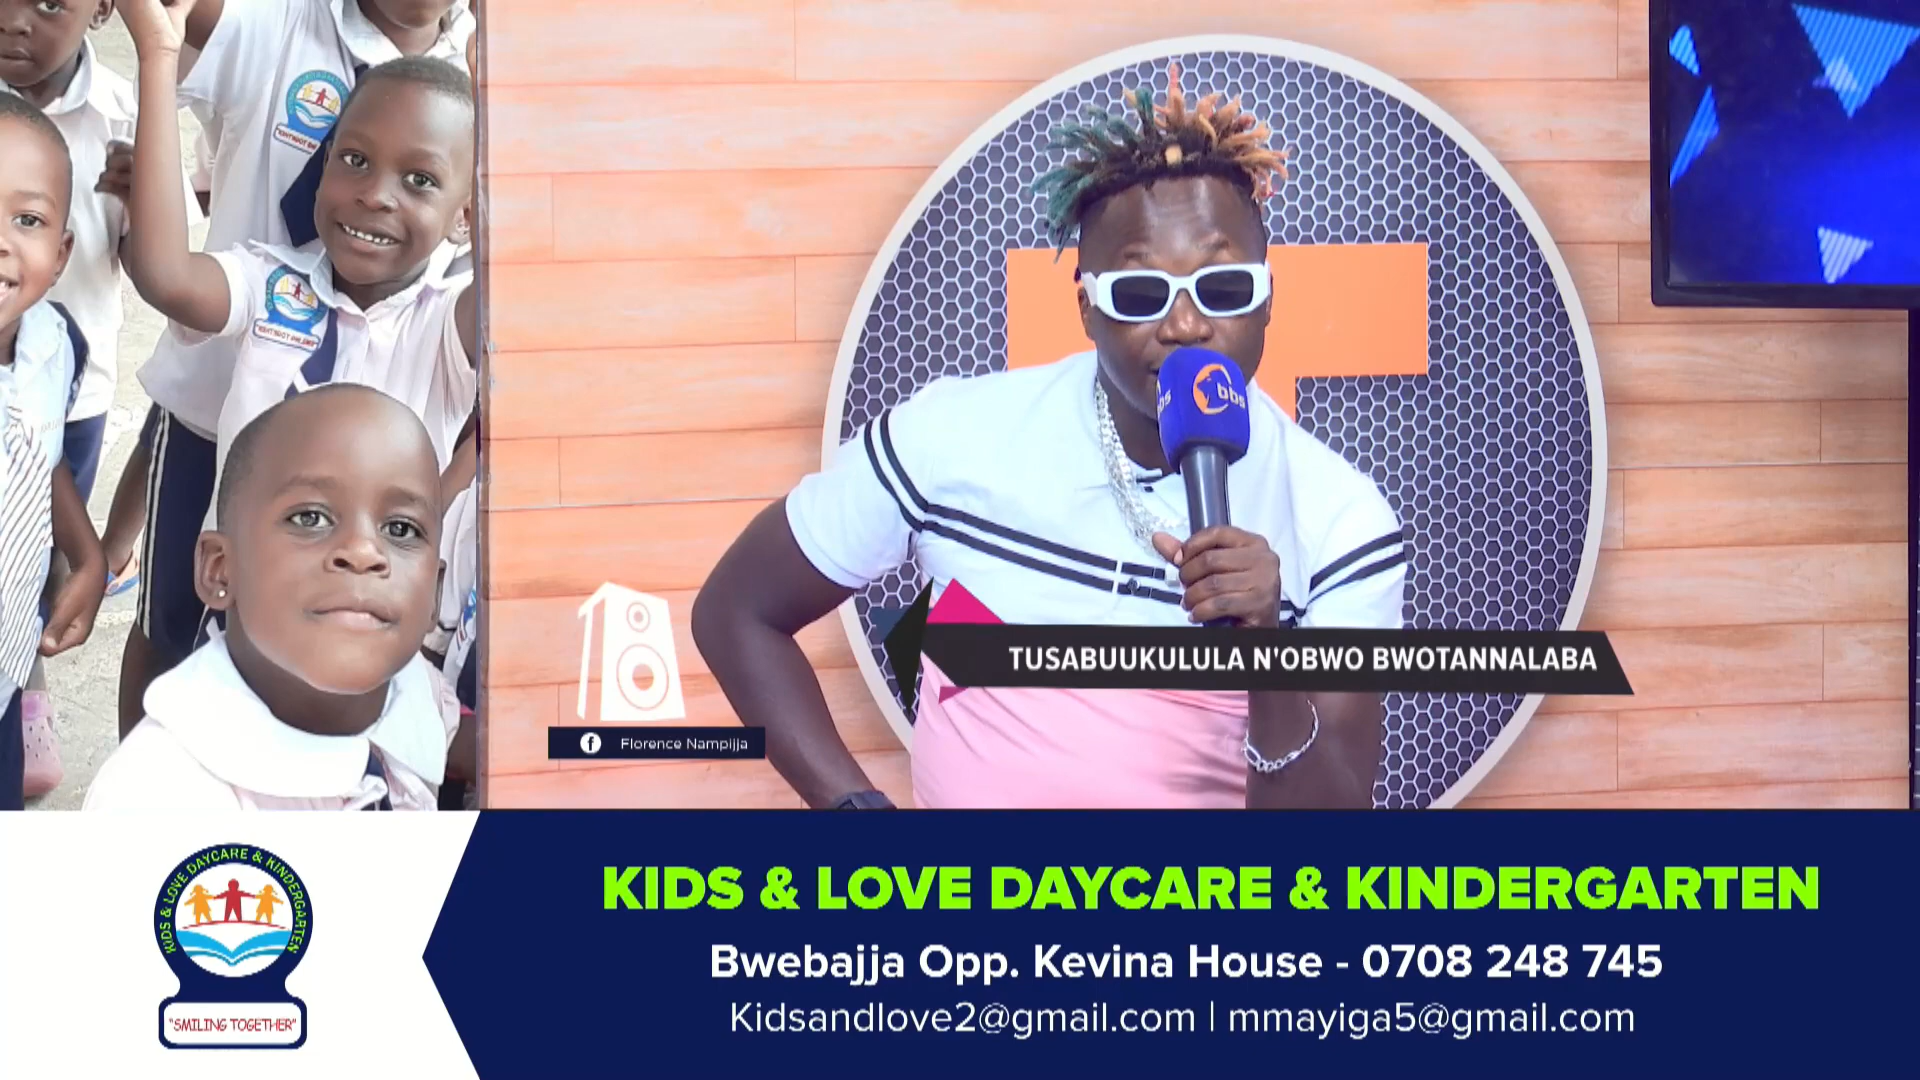 bbs
TUSABUUKULULA N'OBWO BWOTANNALABA
Florence Nampijja
KIDS & LOVE DAYCARE & KINDERGARTEN
"SMILING TOGETHER"
KIDS & LOVE DAYCARE & KINDERGARTEN
Bwebajja Opp. Kevina House - 0708 248 745
Kidsandlove2@gmail.com | mmayiga5@gmail.com